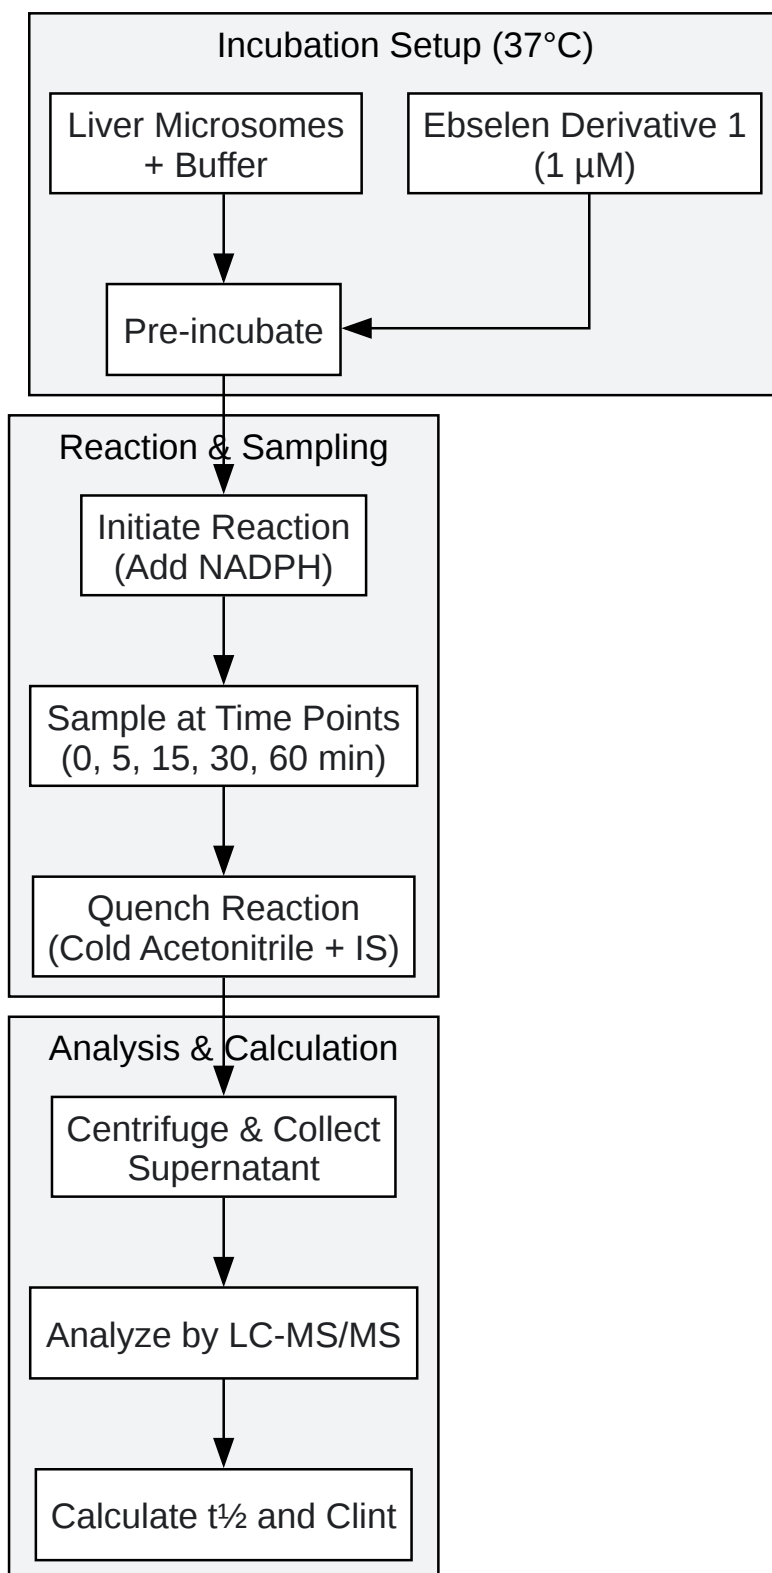 Incubation Setup (37°C)
Liver Microsomes
+ Buffer
Ebselen Derivative 1
(1 µM)
Pre-incubate
Reaction & Sampling
Initiate Reaction
(Add NADPH)
Sample at Time Points
(0, 5, 15, 30, 60 min)
Quench Reaction
(Cold Acetonitrile + IS)
Analysis & Calculation
Centrifuge & Collect
Supernatant
Analyze by LC-MS/MS
Calculate t½ and Clint